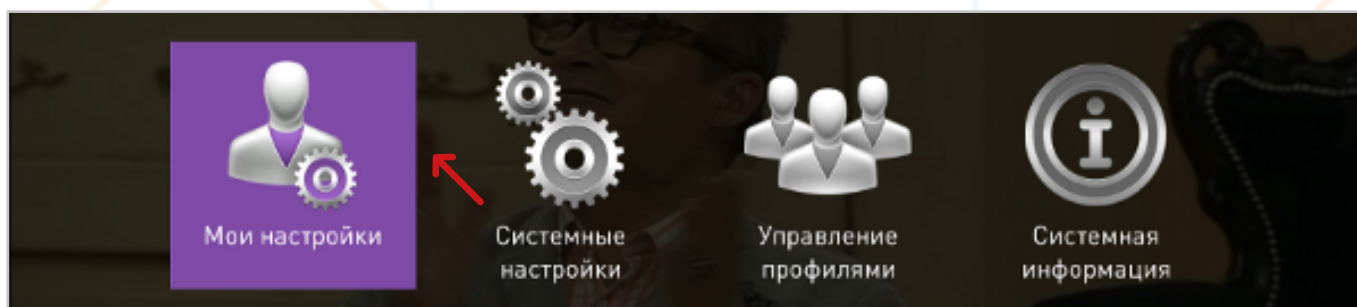 Мои настройки
Системные
настройки
Управление
профилями
Системная
информация